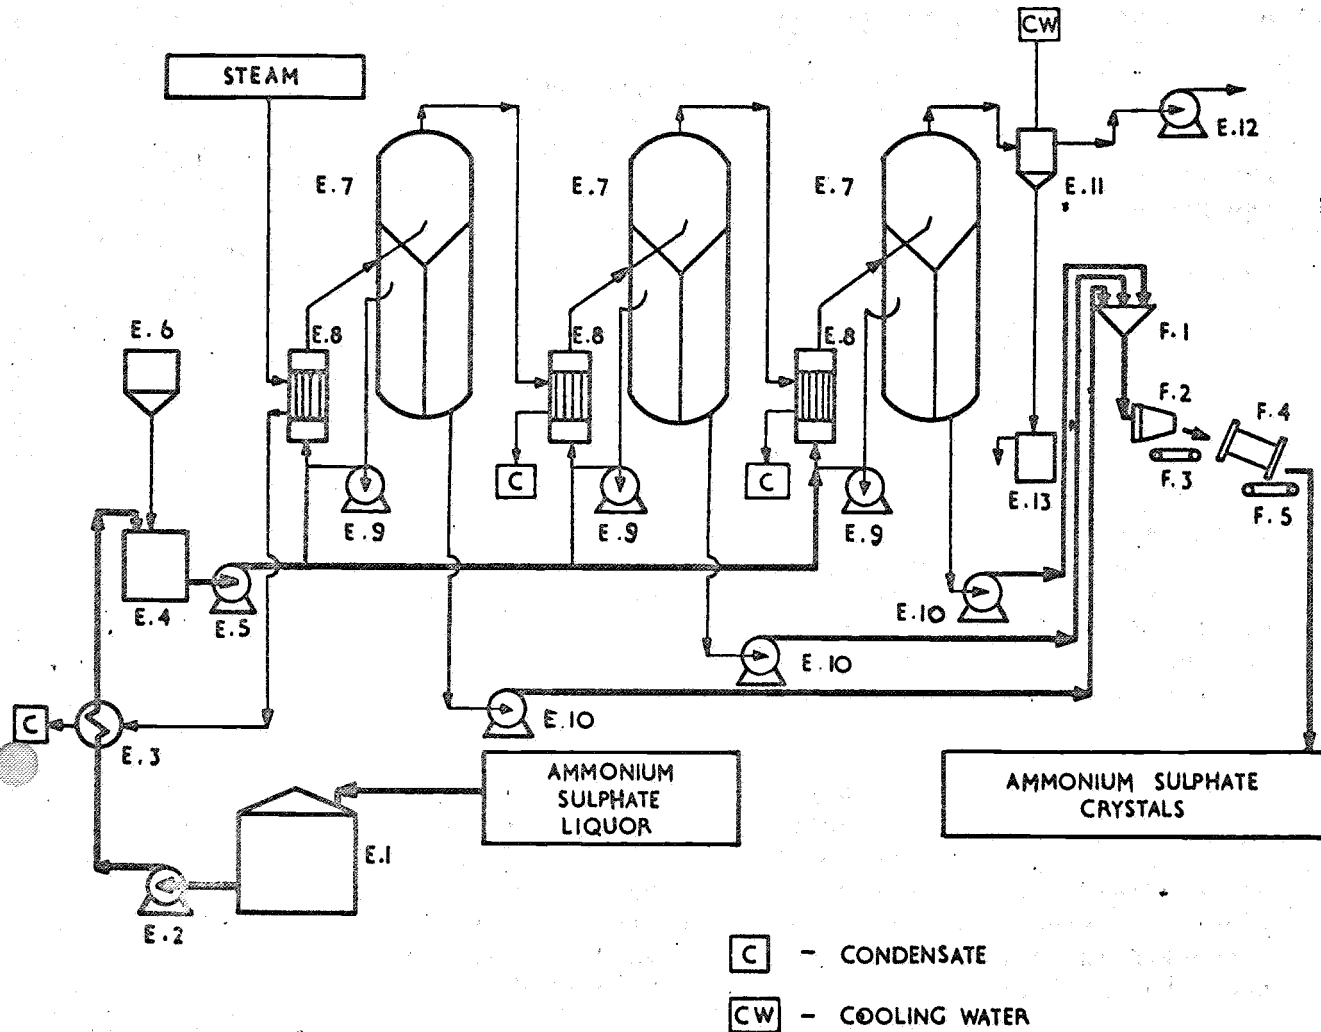 CW
STEAM
E.12
E.7
E.7
E.7
E.11
E.6
E.8
E.8
E.8
F.1
F.2
F.4
C
C
F.3
E.13
F.5
E.9
E.9
E.9
E.4
E.5
E.10
E.10
E.10
C
E.3
AMMONIUM
SULPHATE
LIQUOR
AMMONIUM SULPHATE
CRYSTALS
E.1
E.2
C - CONDENSATE
CW - COOLING WATER